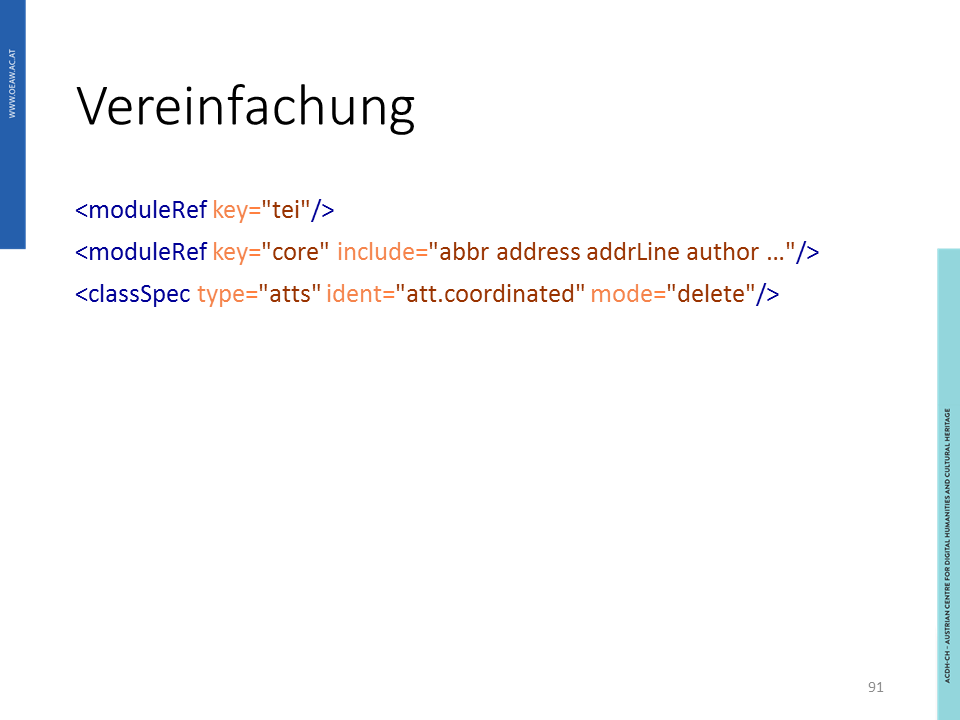 WWW.OEAW.AC.AT
Vereinfachung
<moduleRef key="tei"/>
<moduleRef key="core" include="abbr address addrLine author …"/>
<classSpec type="atts" ident="att.coordinated" mode="delete"/>
ACDH-CH – AUSTRIAN CENTRE FOR DIGITAL HUMANITIES AND CULTURAL HERITAGE
91